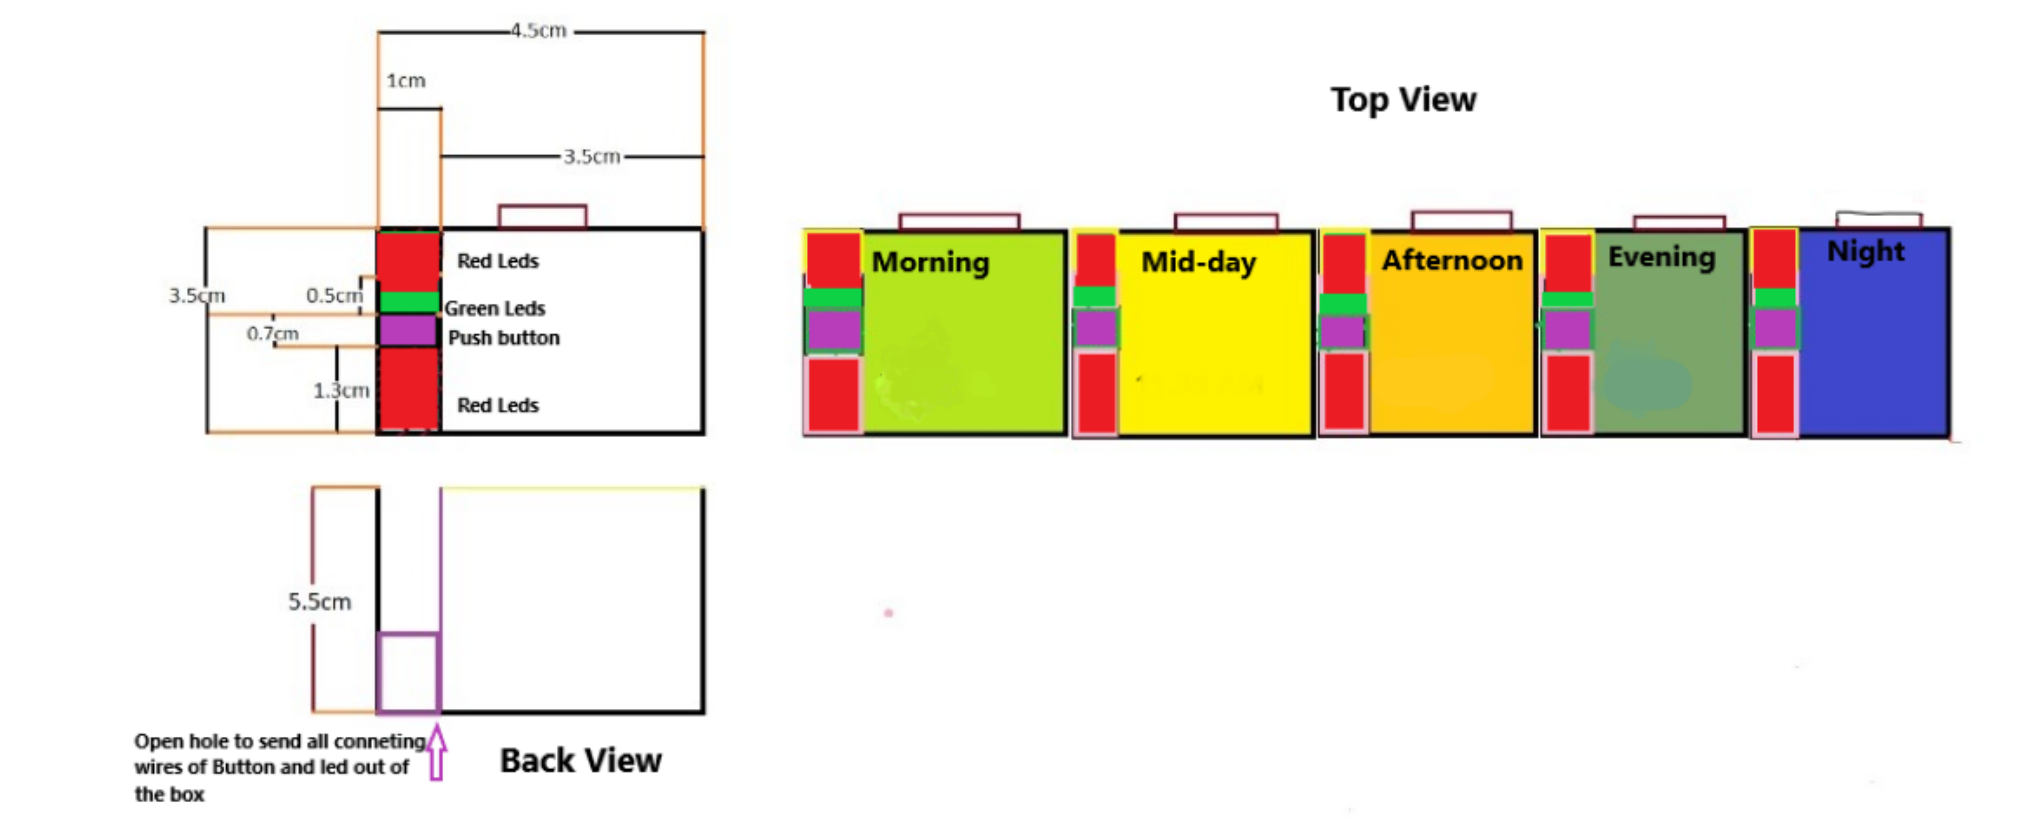 4.5cm
1cm
3.5cm
Top View
Morning
Mid-day
Afternoon
Evening
Night
Red Leds
3.5cm
0.5cm
Green Leds
0.7cm
Push button
1.3cm
Red Leds
5.5cm
Open hole to send all conneting
wires of Button and led out of
the box
Back View